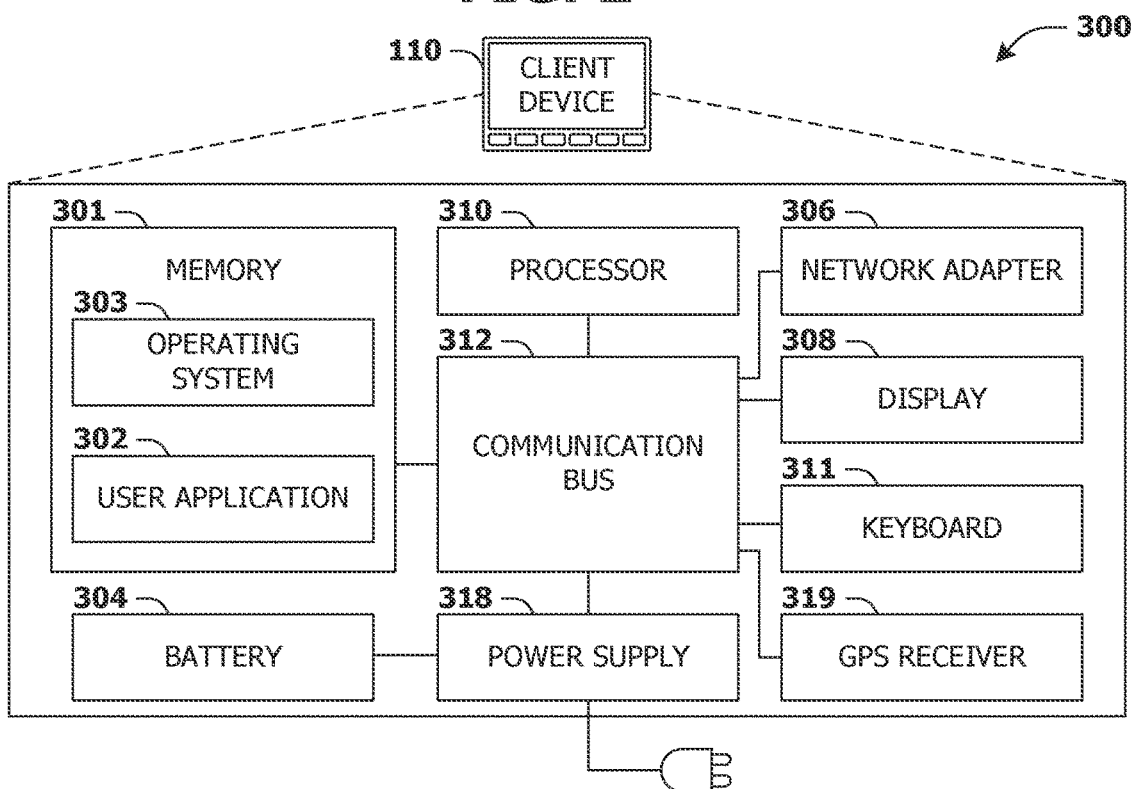 300
110
CLIENT
DEVICE
301
310
306
MEMORY
PROCESSOR
NETWORK ADAPTER
303
312
308
OPERATING
SYSTEM
DISPLAY
302
COMMUNICATION
BUS
311
USER APPLICATION
KEYBOARD
304
318
319
BATTERY
POWER SUPPLY
GPS RECEIVER